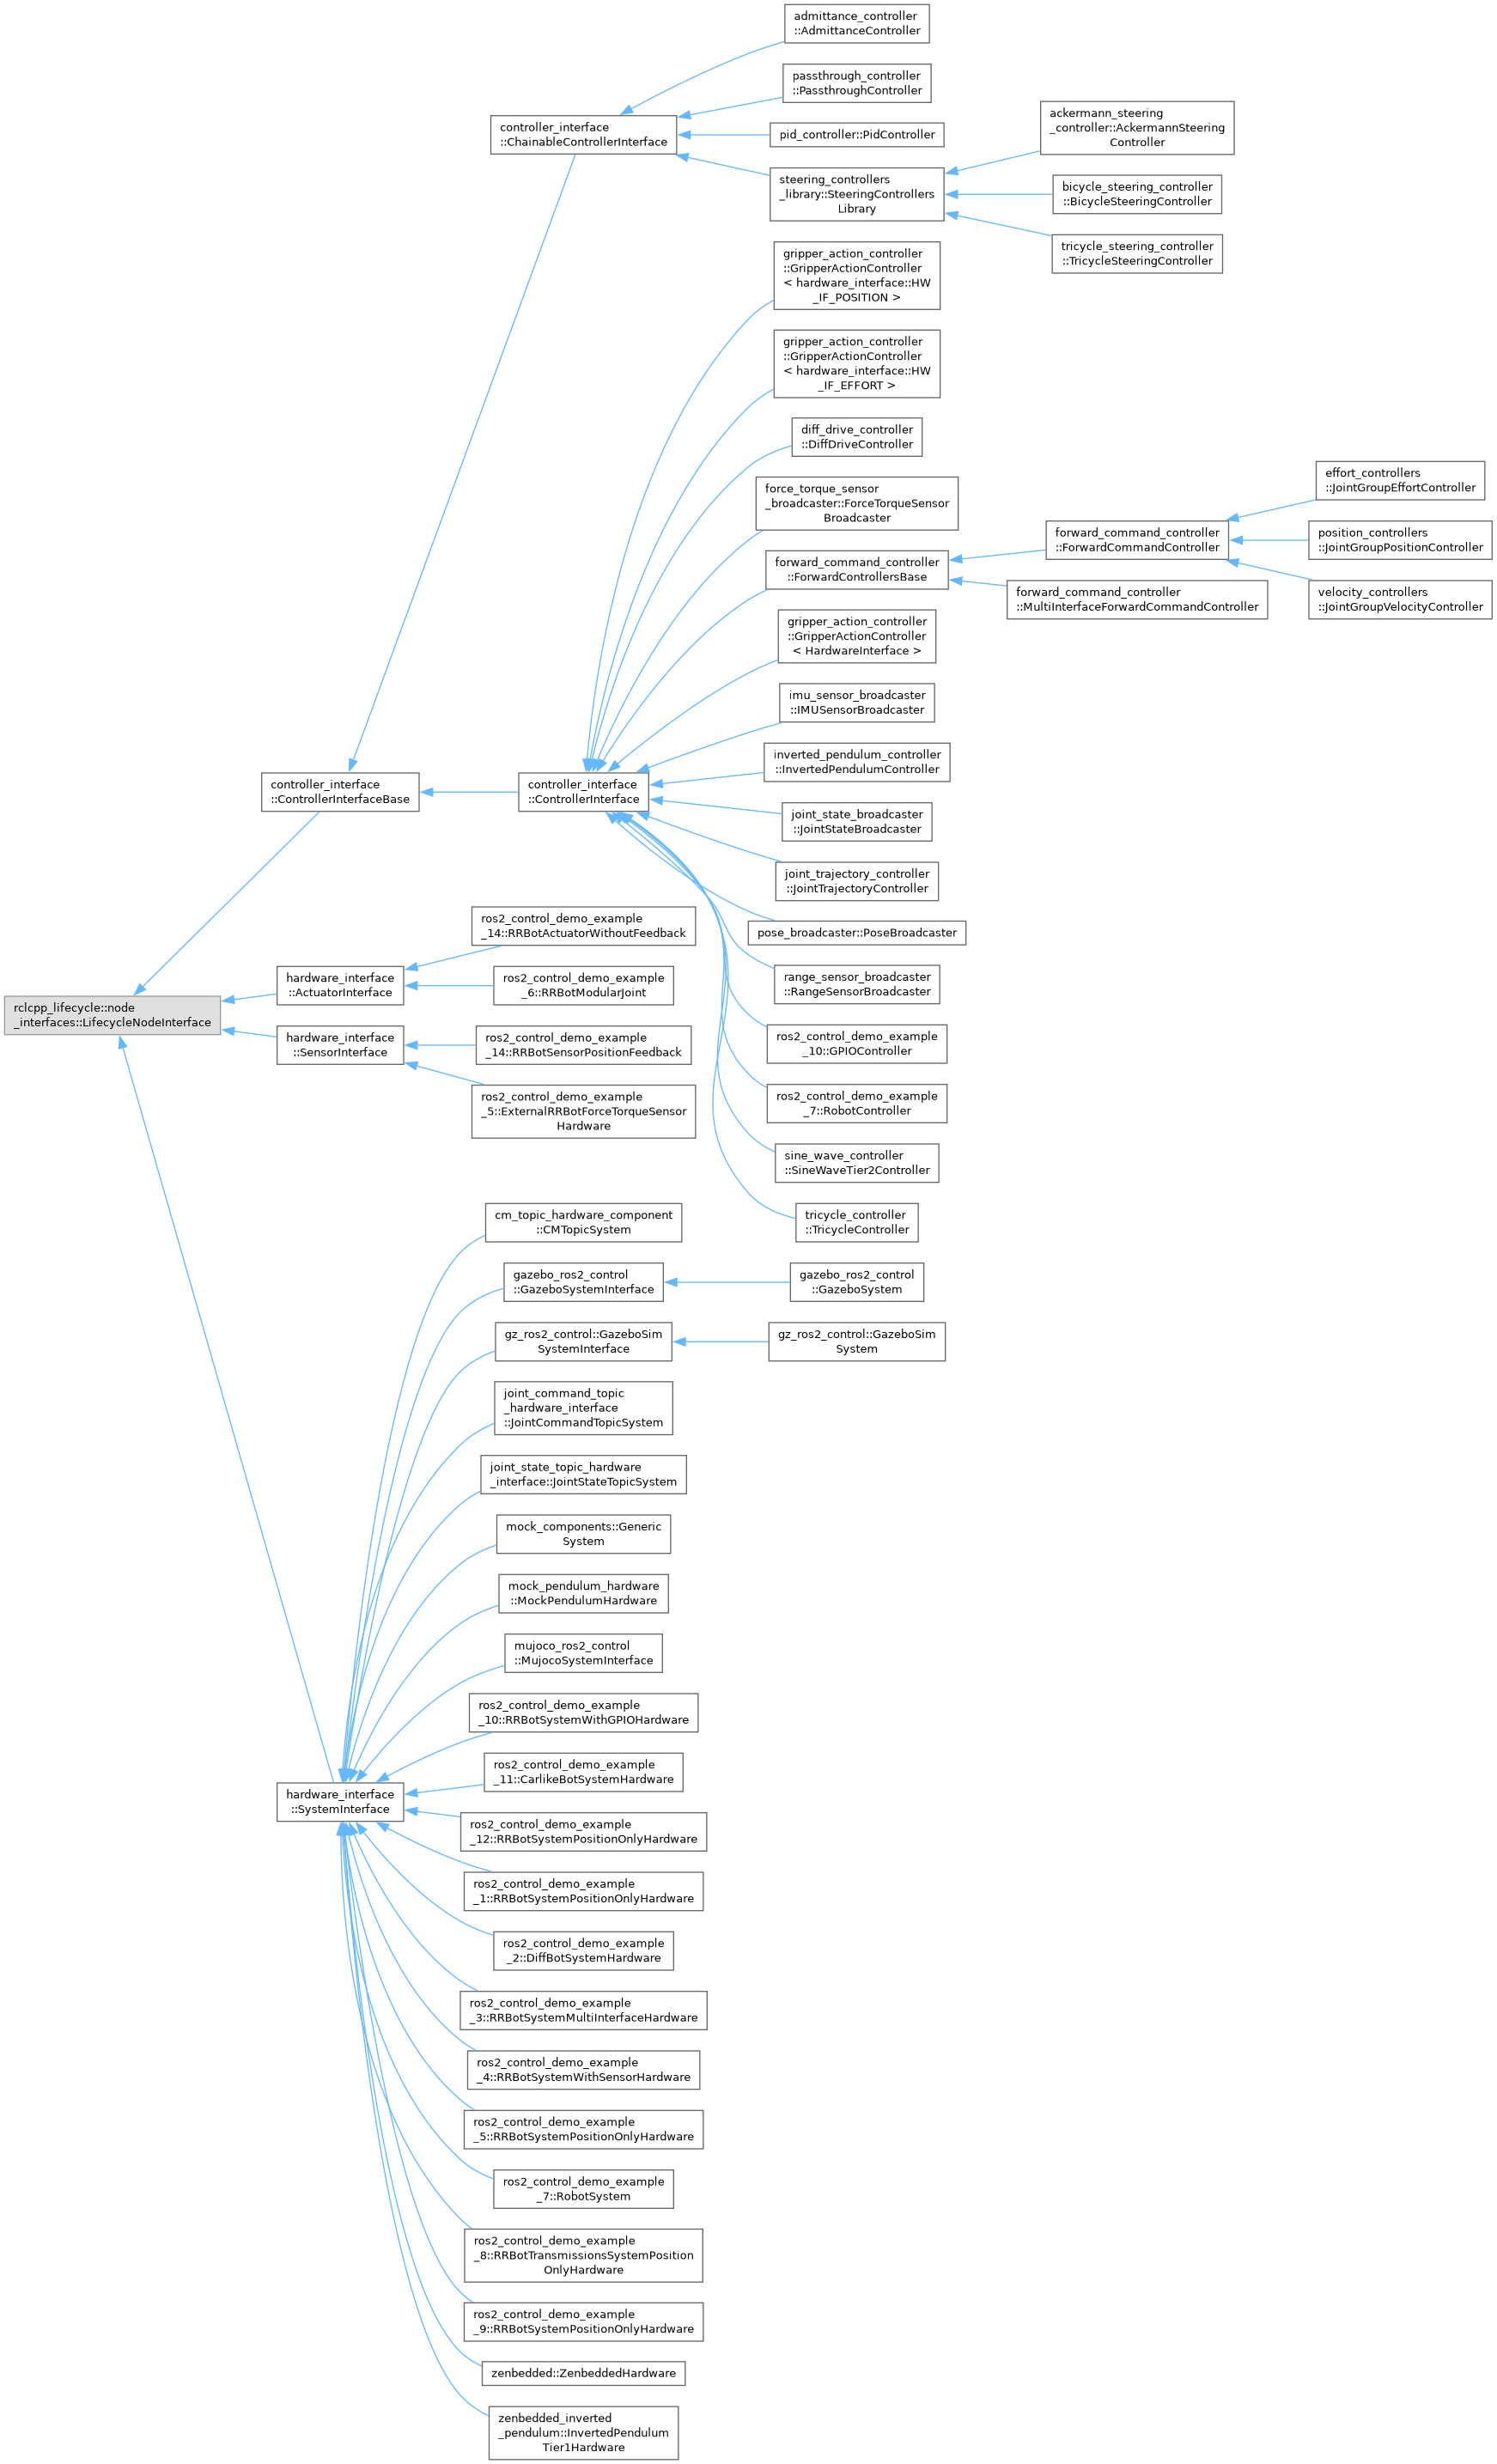 admittance_controller
::AdmittanceController
passthrough_controller
::PassthroughController
controller_interface
::ChainableControllerInterface
pid_controller::PidController
steering_controllers
_library::SteeringControllers
Library
ackermann_steering
_controller::AckermannSteering
Controller
bicycle_steering_controller
::BicycleSteeringController
tricycle_steering_controller
::TricycleSteeringController
gripper_action_controller
::GripperActionController
< hardware_interface::HW
_IF_POSITION >
gripper_action_controller
::GripperActionController
< hardware_interface::HW
_IF_EFFORT >
diff_drive_controller
::DiffDriveController
force_torque_sensor
_broadcaster::ForceTorqueSensor
Broadcaster
forward_command_controller
::ForwardControllersBase
forward_command_controller
::ForwardCommandController
effort_controllers
::JointGroupEffortController
position_controllers
::JointGroupPositionController
forward_command_controller
::MultiInterfaceForwardCommandController
velocity_controllers
::JointGroupVelocityController
gripper_action_controller
::GripperActionController
< HardwareInterface >
imu_sensor_broadcaster
::IMUSensorBroadcaster
controller_interface
::ControllerInterfaceBase
controller_interface
::ControllerInterface
inverted_pendulum_controller
::InvertedPendulumController
joint_state_broadcaster
::JointStateBroadcaster
joint_trajectory_controller
::JointTrajectoryController
pose_broadcaster::PoseBroadcaster
range_sensor_broadcaster
::RangeSensorBroadcaster
ros2_control_demo_example
_10::GPIOController
ros2_control_demo_example
_7::RobotController
sine_wave_controller
::SineWaveTier2Controller
tricycle_controller
::TricycleController
rclcpp_lifecycle::node
_interfaces::LifecycleNodeInterface
hardware_interface
::ActuatorInterface
ros2_control_demo_example
_14::RRBotActuatorWithoutFeedback
ros2_control_demo_example
_6::RRBotModularJoint
hardware_interface
::SensorInterface
ros2_control_demo_example
_14::RRBotSensorPositionFeedback
ros2_control_demo_example
_5::ExternalRRBotForceTorqueSensor
Hardware
cm_topic_hardware_component
::CMTopicSystem
gazebo_ros2_control
::GazeboSystemInterface
gazebo_ros2_control
::GazeboSystem
gz_ros2_control::GazeboSim
SystemInterface
gz_ros2_control::GazeboSim
System
joint_command_topic
_hardware_interface
::JointCommandTopicSystem
joint_state_topic_hardware
_interface::JointStateTopicSystem
mock_components::Generic
System
mock_pendulum_hardware
::MockPendulumHardware
mujoco_ros2_control
::MujocoSystemInterface
ros2_control_demo_example
_10::RRBotSystemWithGPIOHardware
hardware_interface
::SystemInterface
ros2_control_demo_example
_11::CarlikeBotSystemHardware
ros2_control_demo_example
_12::RRBotSystemPositionOnlyHardware
ros2_control_demo_example
_1::RRBotSystemPositionOnlyHardware
ros2_control_demo_example
_2::DiffBotSystemHardware
ros2_control_demo_example
_3::RRBotSystemMultiInterfaceHardware
ros2_control_demo_example
_4::RRBotSystemWithSensorHardware
ros2_control_demo_example
_5::RRBotSystemPositionOnlyHardware
ros2_control_demo_example
_7::RobotSystem
ros2_control_demo_example
_8::RRBotTransmissionsSystemPosition
OnlyHardware
ros2_control_demo_example
_9::RRBotSystemPositionOnlyHardware
zenbedded::ZenbeddedHardware
zenbedded_inverted
_pendulum::InvertedPendulum
Tier1Hardware